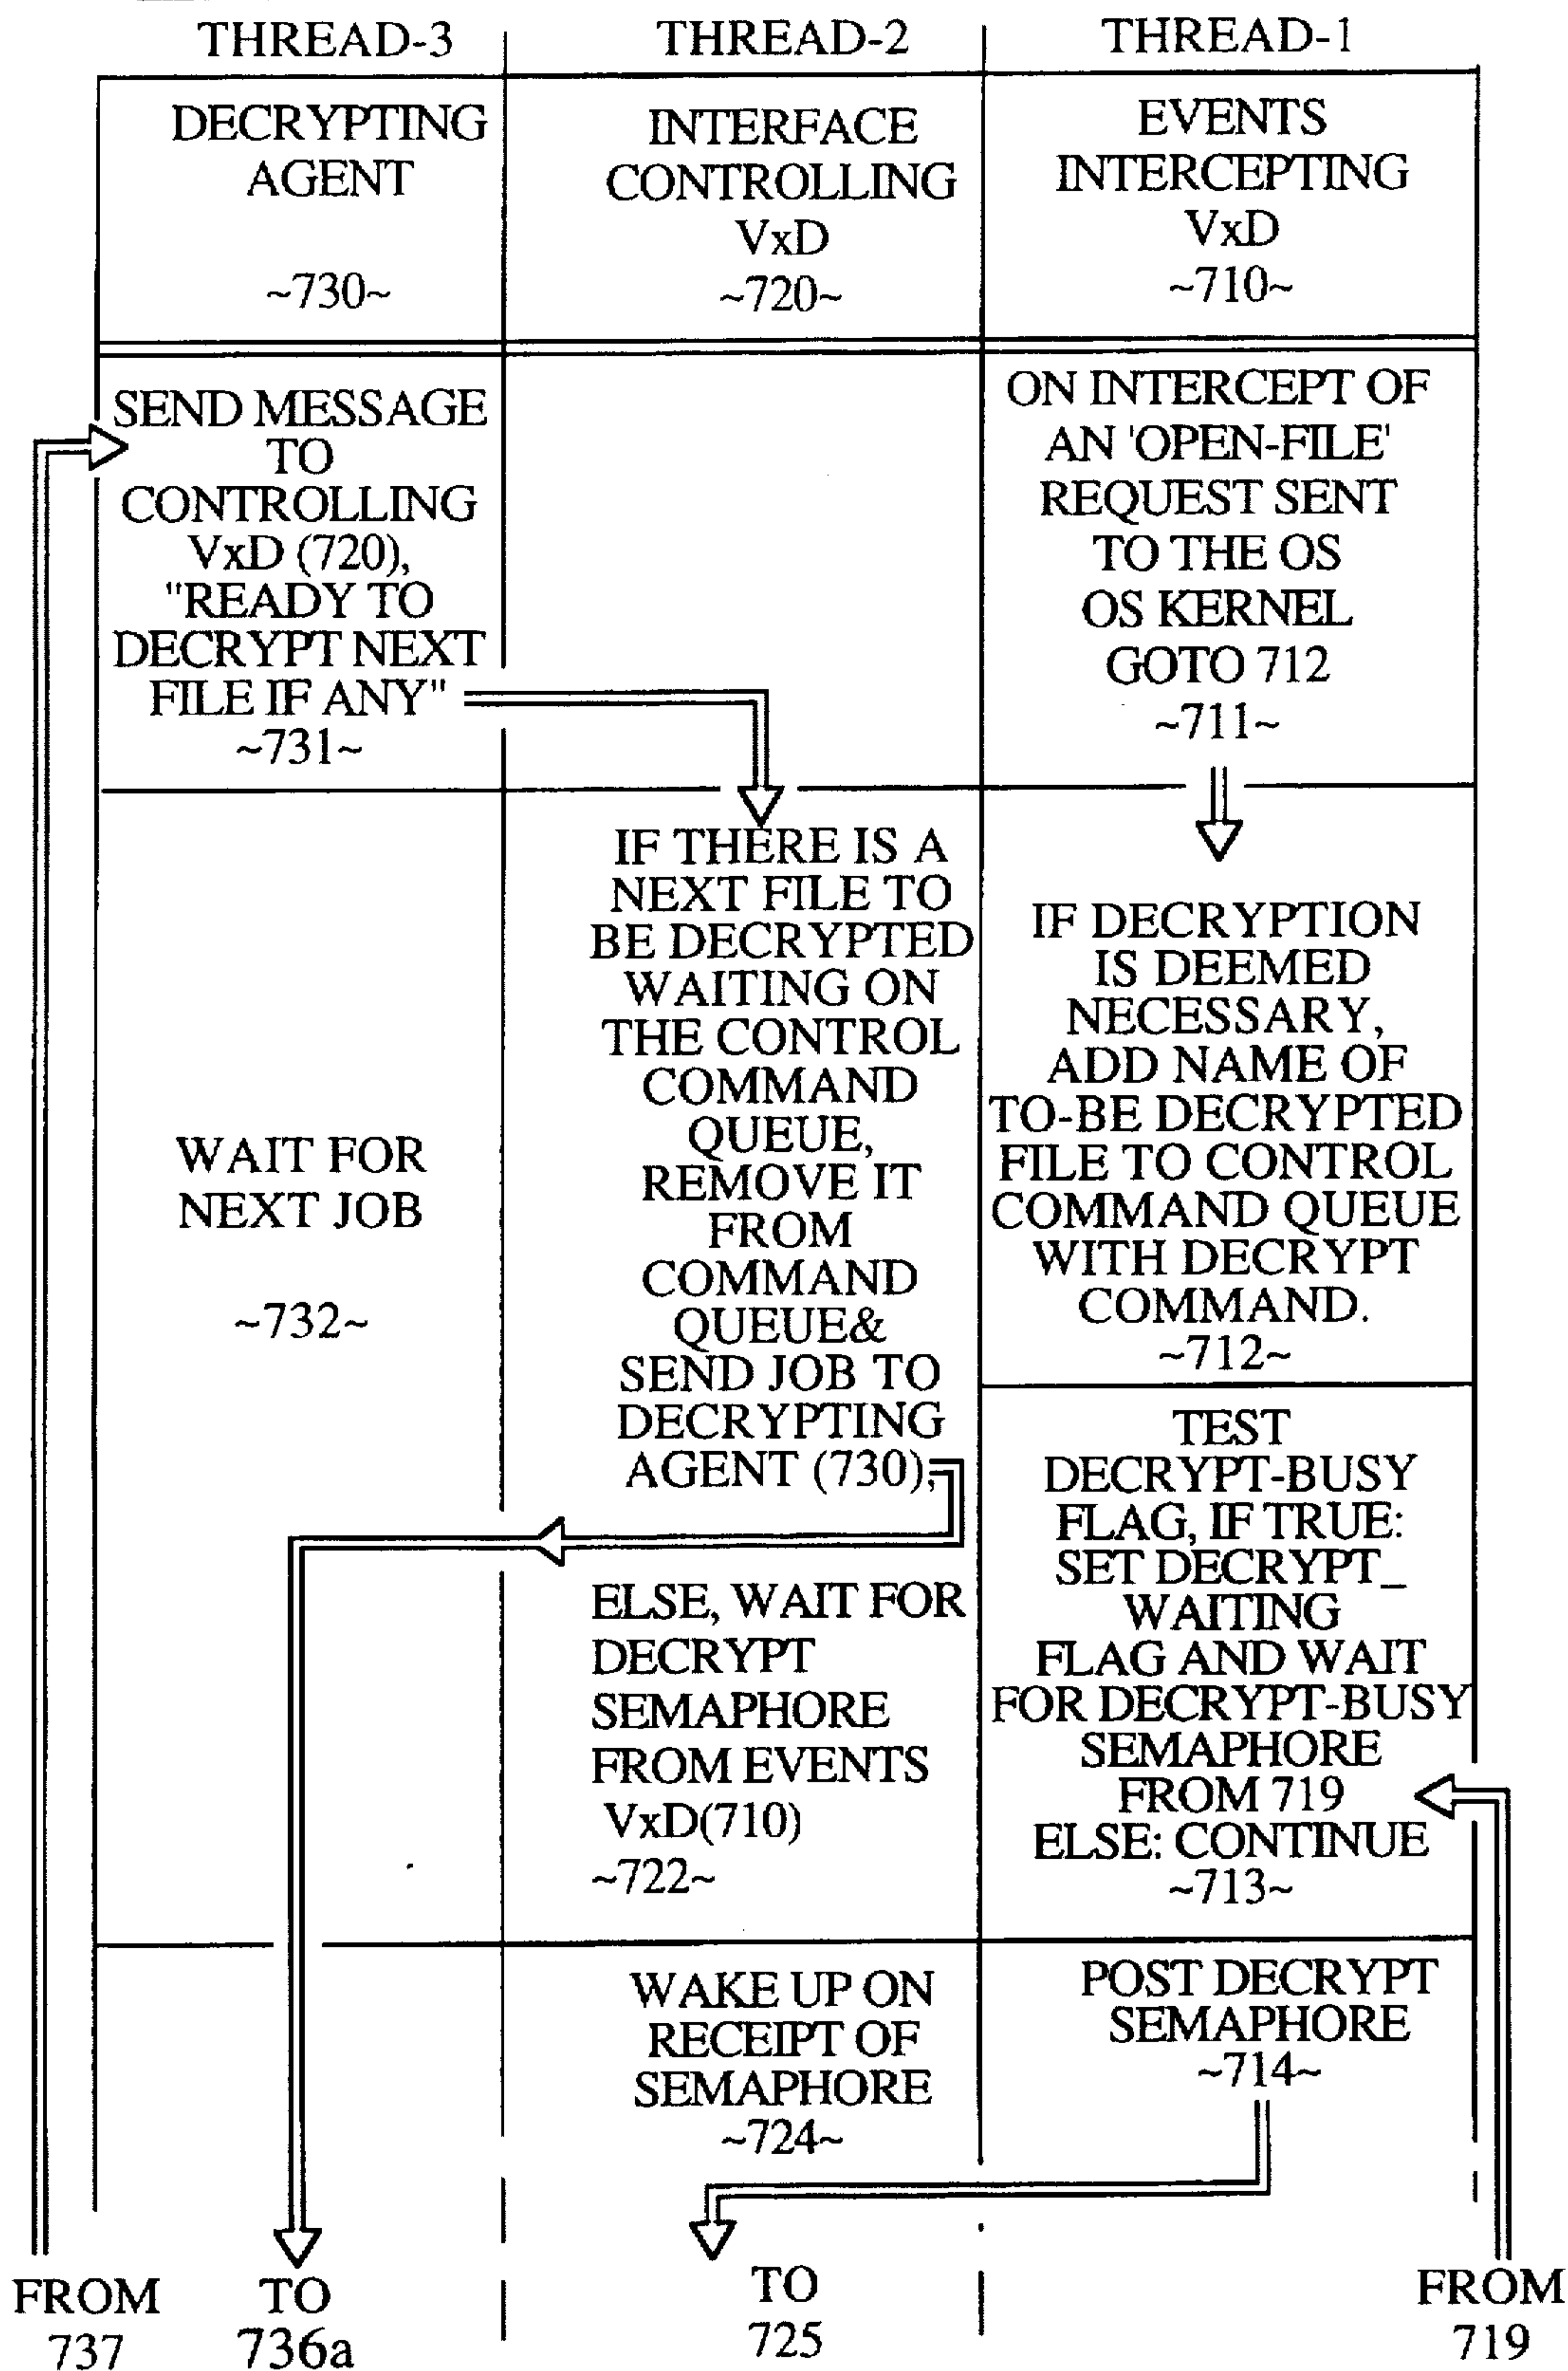 THREAD-3
THREAD-2
THREAD-1
DECRYPTING
AGENT
~730~
INTERFACE
CONTROLLING
VxD
~720~
EVENTS
INTERCEPTING
VxD
~710~
SEND MESSAGE
TO
CONTROLLING
VxD (720),
"READY TO
DECRYPT NEXT
FILE IF ANY"
~731~
ON INTERCEPT OF
AN 'OPEN-FILE'
REQUEST SENT
TO THE OS
OS KERNEL
GOTO 712
~711~
WAIT FOR
NEXT JOB
~732~
IF THERE IS A
NEXT FILE TO
BE DECRYPTED
WAITING ON
THE CONTROL
COMMAND
QUEUE,
REMOVE IT
FROM
COMMAND
QUEUE&
SEND JOB TO
DECRYPTING
AGENT (730),
ELSE, WAIT FOR
DECRYPT
SEMAPHORE
FROM EVENTS
VxD(710)
~722~
IF DECRYPTION
IS DEEMED
NECESSARY,
ADD NAME OF
TO-BE DECRYPTED
FILE TO CONTROL
COMMAND QUEUE
WITH DECRYPT
COMMAND.
~712~
TEST
DECRYPT-BUSY
FLAG, IF TRUE:
SET DECRYPT_
WAITING
FLAG AND WAIT
FOR DECRYPT-BUSY
SEMAPHORE
FROM 719
ELSE: CONTINUE
~713~
WAKE UP ON
RECEIPT OF
SEMAPHORE
~724~
POST DECRYPT
SEMAPHORE
~714~
FROM
737
TO
736a
TO
725
FROM
719